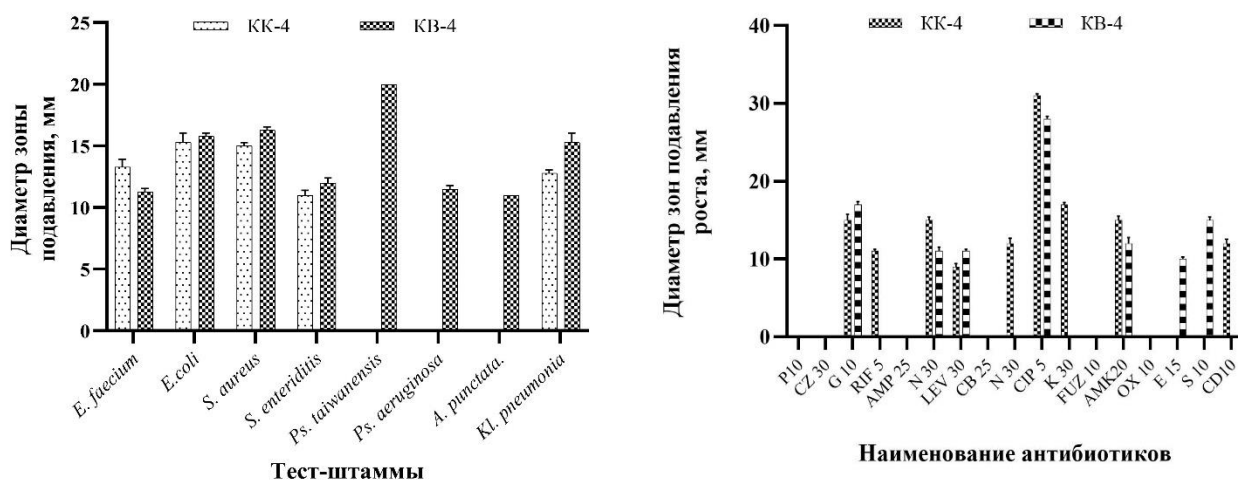 КК-4
КВ-4
25
20
15
10
5
0
Диаметр зоны
подавления, мм
E. faecium
E.coli
S. aureus
S. enteriditis
Ps. taiwanensis
Ps. aeruginosa
A. punctata.
Kl. pneumonia
Тест-штаммы
КК-4
КВ-4
40
30
20
10
0
Диаметр зон подавления
роста, мм
P10
CZ 30
G 10
RIF 5
AMP 25
N 30
LEV 30
CB 25
N 30
CIP 5
K 30
FUZ 10
AMK20
OX 10
E 15
S 10
CD10
Наименование антибиотиков